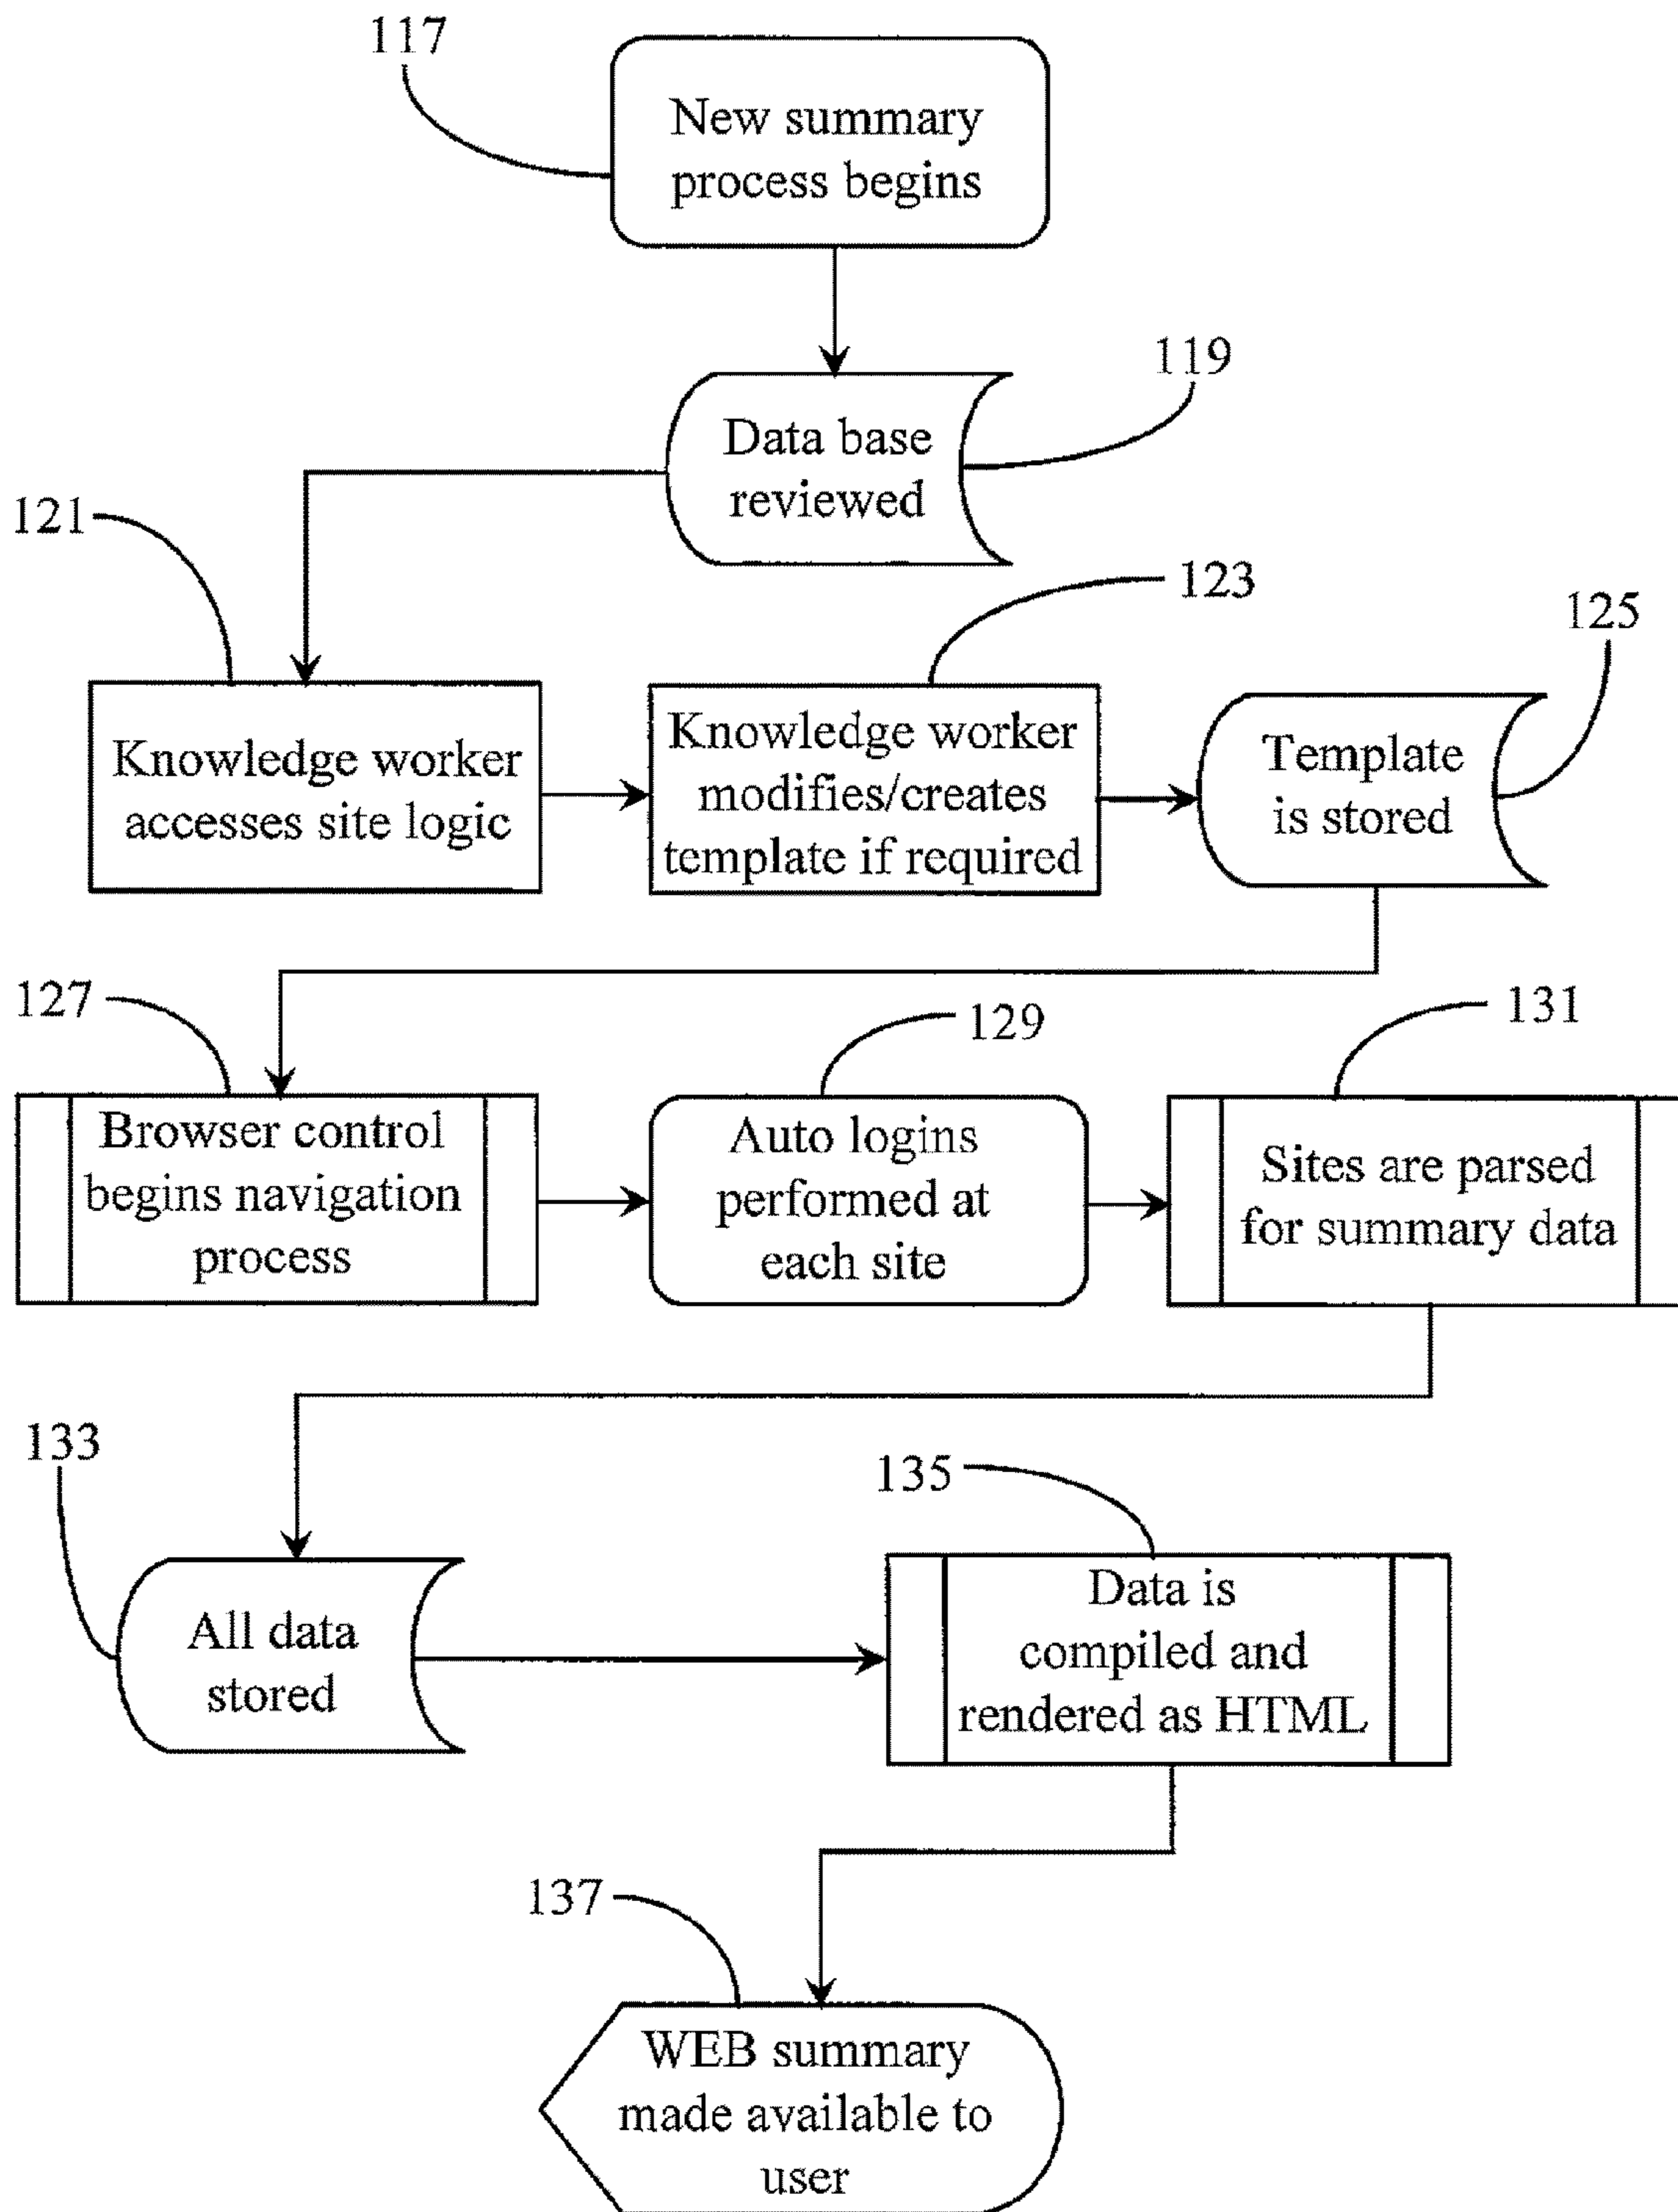 117
New summary
process begins
119
Data base
reviewed
121
123
125
Knowledge worker
accesses site logic
Knowledge worker
modifies/creates
template if required
Template
is stored
127
129
131
Browser control
begins navigation
process
Auto logins
performed at
each site
Sites are parsed
for summary data
133
135
All data
stored
Data is
compiled and
rendered as HTML
137
WEB summary
made available to
user